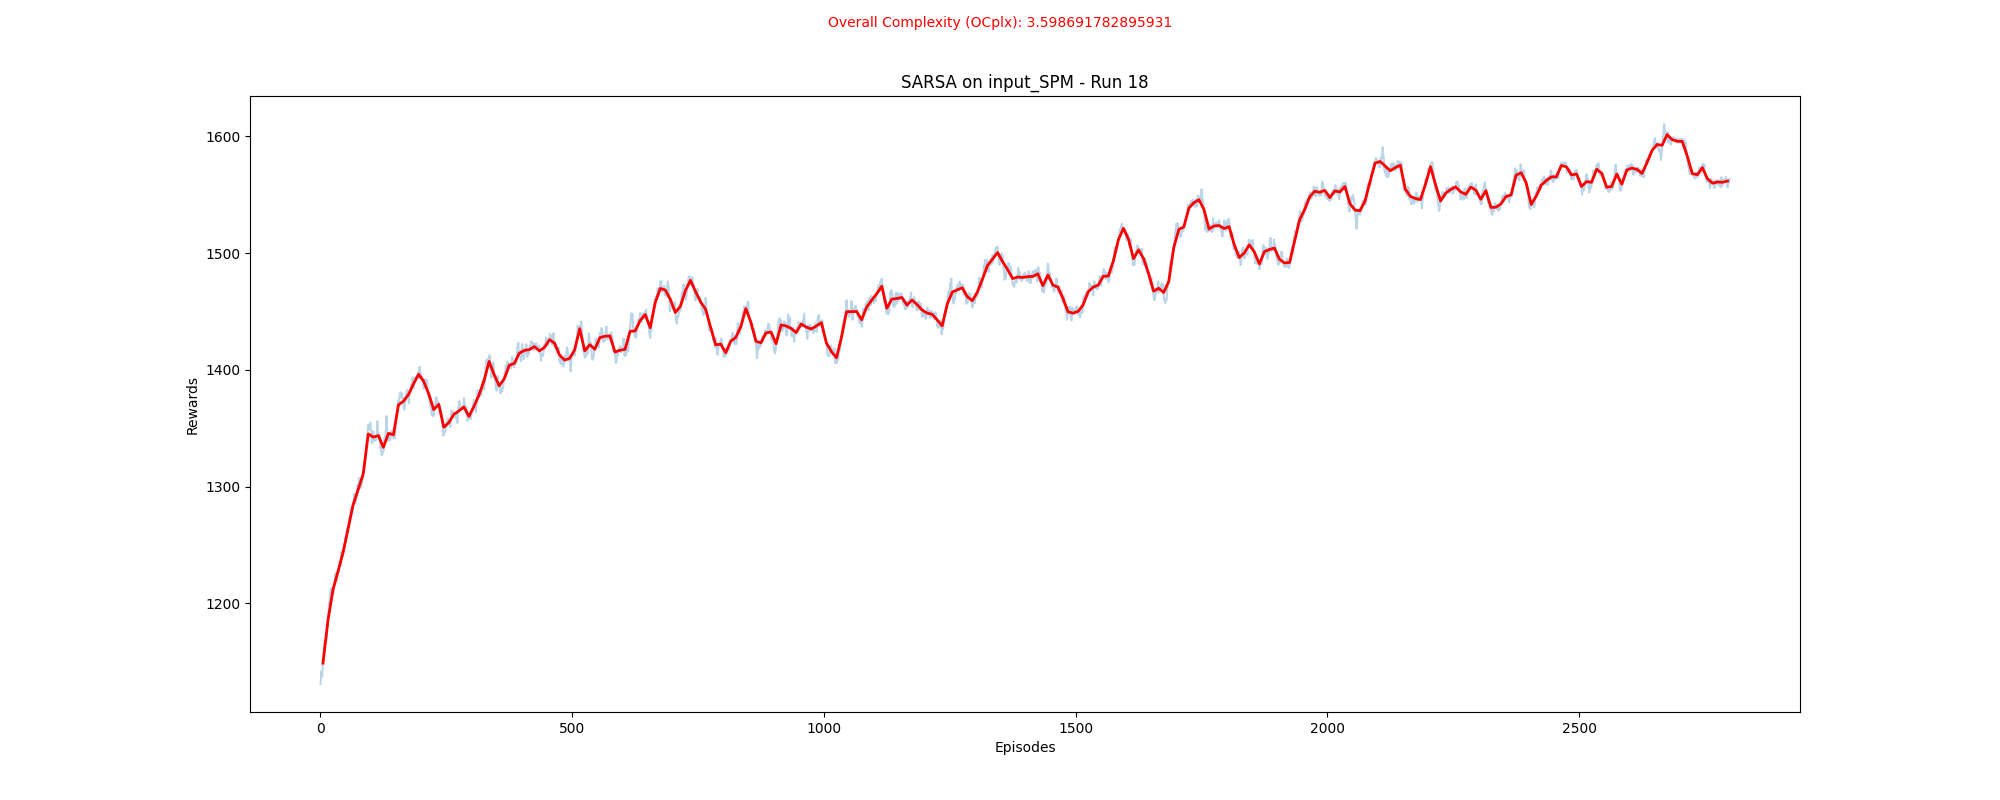 Overall Complexity (OCplx): 3.598691782895931
SARSA on input_SPM - Run 18
1600
1500
1400
1300
1200
Rewards
0 500 1000 1500 2000 2500
Episodes